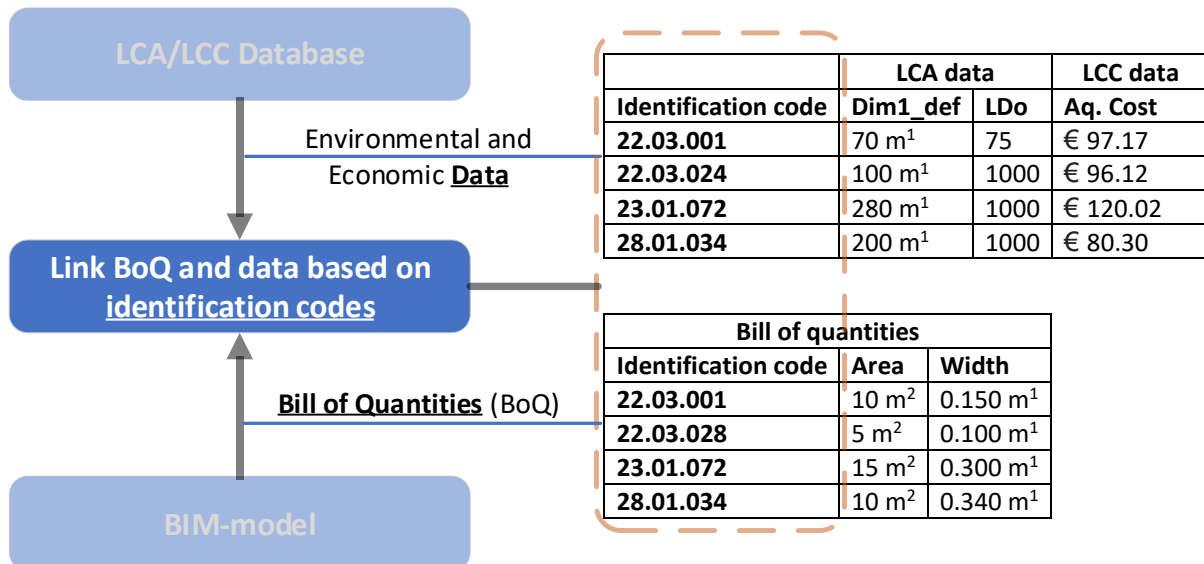 LCA/LCC Database
Environmental and
Economic Data
Link BoQ and data based on
identification codes
Bill of Quantities (BoQ)
BIM-model
LCA data LCC data
Identification code Dim1_def LDo Aq. Cost
22.03.001 70 m¹ 75 € 97.17
22.03.024 100 m¹ 1000 € 96.12
23.01.072 280 m¹ 1000 € 120.02
28.01.034 200 m¹ 1000 € 80.30
Bill of quantities
Identification code Area Width
22.03.001 10 m² 0.150 m¹
22.03.028 5 m² 0.100 m¹
23.01.072 15 m² 0.300 m¹
28.01.034 10 m² 0.340 m¹